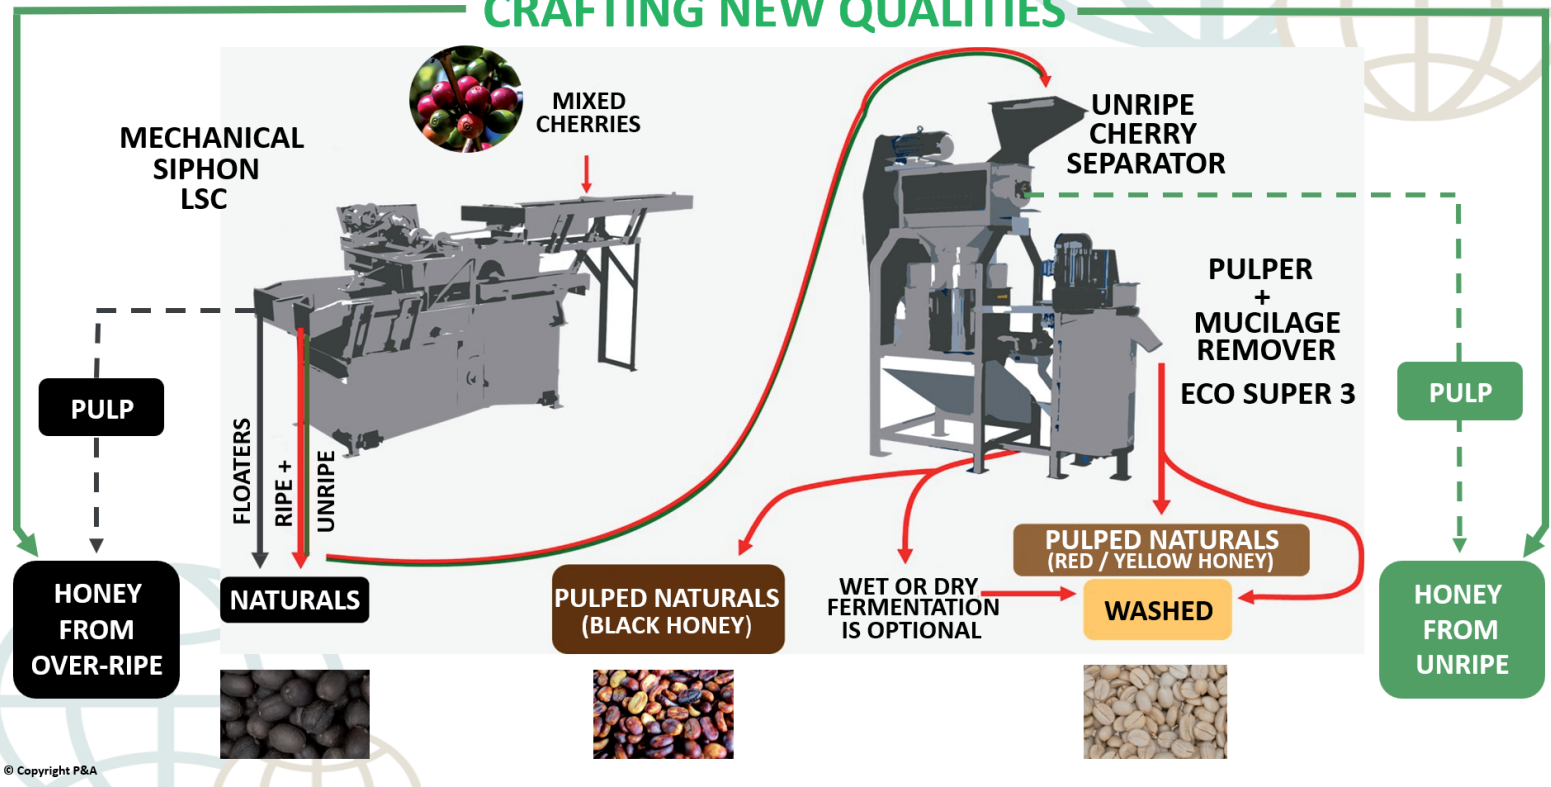 CRAFTING NEW QUALITIES
MIXED
CHERRIES
MECHANICAL
SIPHON
LSC
UNRIPE
CHERRY
SEPARATOR
PULPER
+
MUCILAGE
REMOVER
ECO SUPER 3
PULP
PULP
FLOATERS
RIPE +
UNRIPE
HONEY
FROM
OVER-RIPE
NATURALS
PULPED NATURALS
(BLACK HONEY)
WET OR DRY
FERMENTATION
IS OPTIONAL
PULPED NATURALS
(RED / YELLOW HONEY)
WASHED
HONEY
FROM
UNRIPE
© Copyright P&A